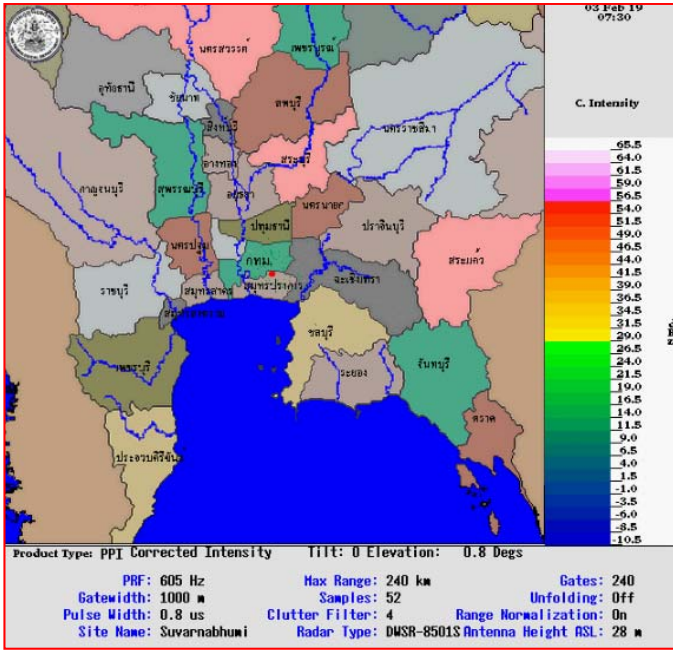 03 Feb 19
07:30
C. Intensity
65.5
64.0
61.5
59.0
56.5
54.0
51.5
49.0
46.5
44.0
41.5
39.0
36.5
34.0
31.5
29.0
26.5
24.0
21.5
19.0
16.5
14.0
11.5
9.0
6.5
4.0
1.5
-1.0
-3.5
-6.0
-8.5
-10.5
นครสวรรค์
เพชรบูรณ์
อุทัยธานี
ชัยนาท
ลพบุรี
สิงห์บุรี
นครราชสีมา
อ่างทอง
สระบุรี
กาญจนบุรี
สุพรรณบุรี
อยุธยา
นครนายก
ปราจีนบุรี
ปทุมธานี
นครปฐม
กทม.
สระแก้ว
ราชบุรี
สมุทรสาคร
สมุทรปราการ
ฉะเชิงเทรา
สมุทรสงคราม
ชลบุรี
เพชรบุรี
ระยอง
จันทบุรี
ตราด
ประจวบคีรีขัน
Product Type: PPI Corrected Intensity Tilt: 0 Elevation: 0.8 Degs
PRF: 605 Hz Max Range: 240 km Gates: 240
Gatewidth: 1000 m Samples: 52 Unfolding: Off
Pulse Width: 0.8 us Clutter Filter: 4 Range Normalization: On
Site Name: Suvarnabhumi Radar Type: DWSR-8501S Antenna Height ASL: 28 m